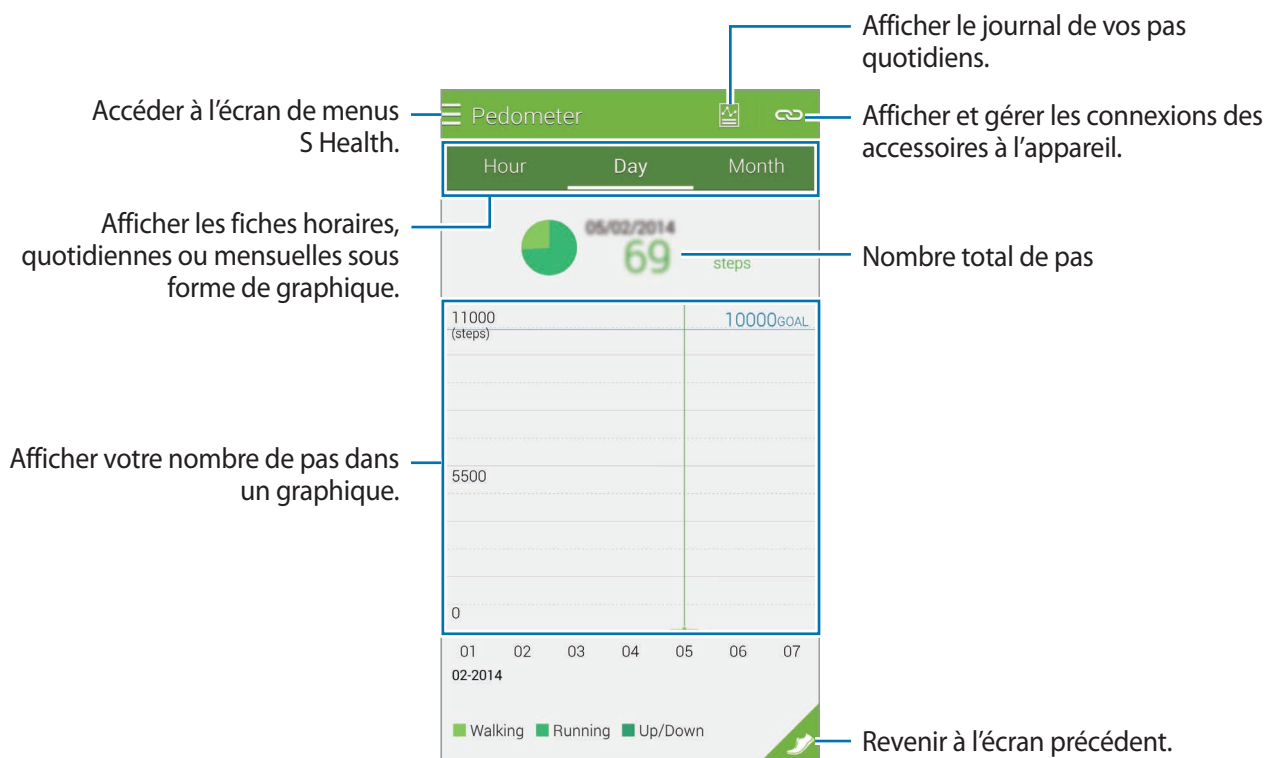 Afficher le journal de vos pas
quotidiens.
Accéder à l'écran de menus
S Health.
Pedometer
Afficher et gérer les connexions des
accessoires à l'appareil.
Hour Day Month
Afficher les fiches horaires,
quotidiennes ou mensuelles sous
forme de graphique.
05/02/2014
69 steps
Nombre total de pas
11000
(steps)
10000GOAL
Afficher votre nombre de pas dans
un graphique.
5500
0
01 02 03 04 05 06 07
02-2014
Walking Running Up/Down
Revenir à l'écran précédent.